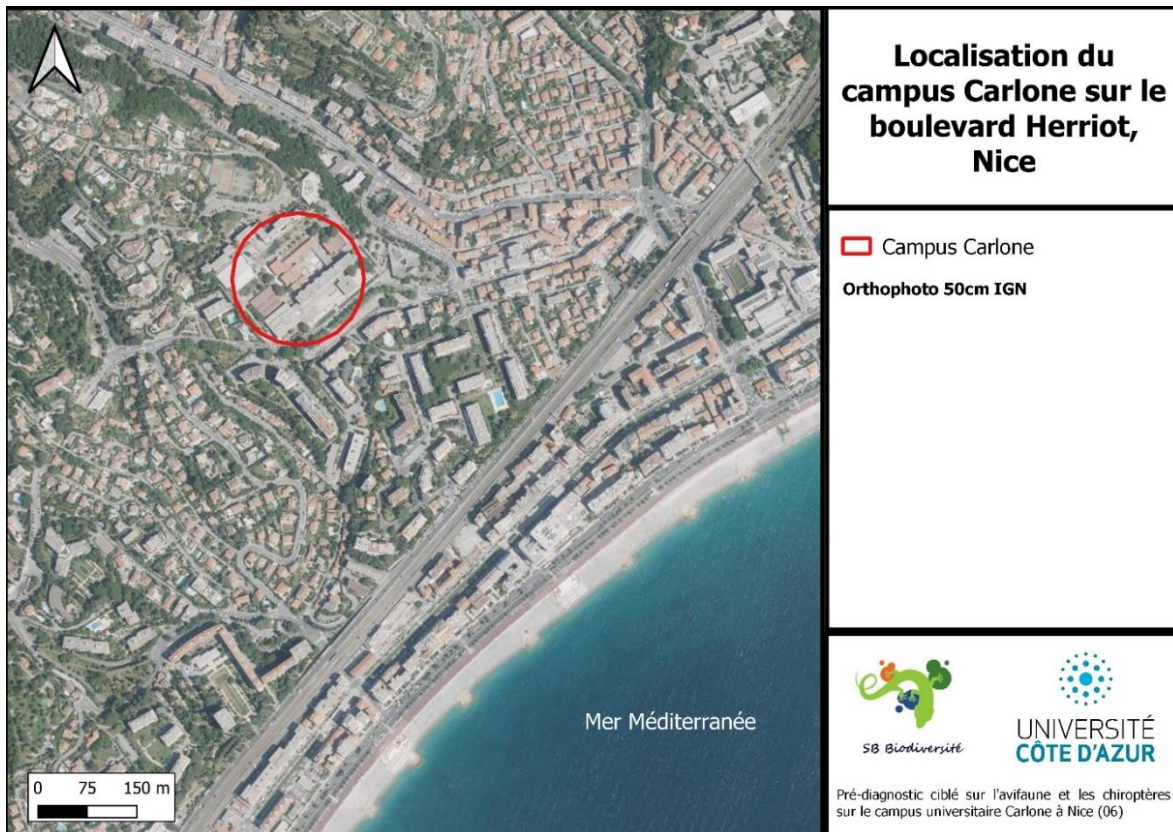 Localisation du
campus Carlone sur le
boulevard Herriot,
Nice
Campus Carlone
Orthophoto 50cm IGN
Mer Méditerranée
0 75 150 m
SB Biodiversité
UNIVERSITÉ
CÔTE D'AZUR
Pré-diagnostic ciblé sur l'avifaune et les chiroptères
sur le campus universitaire Carlone à Nice (06)